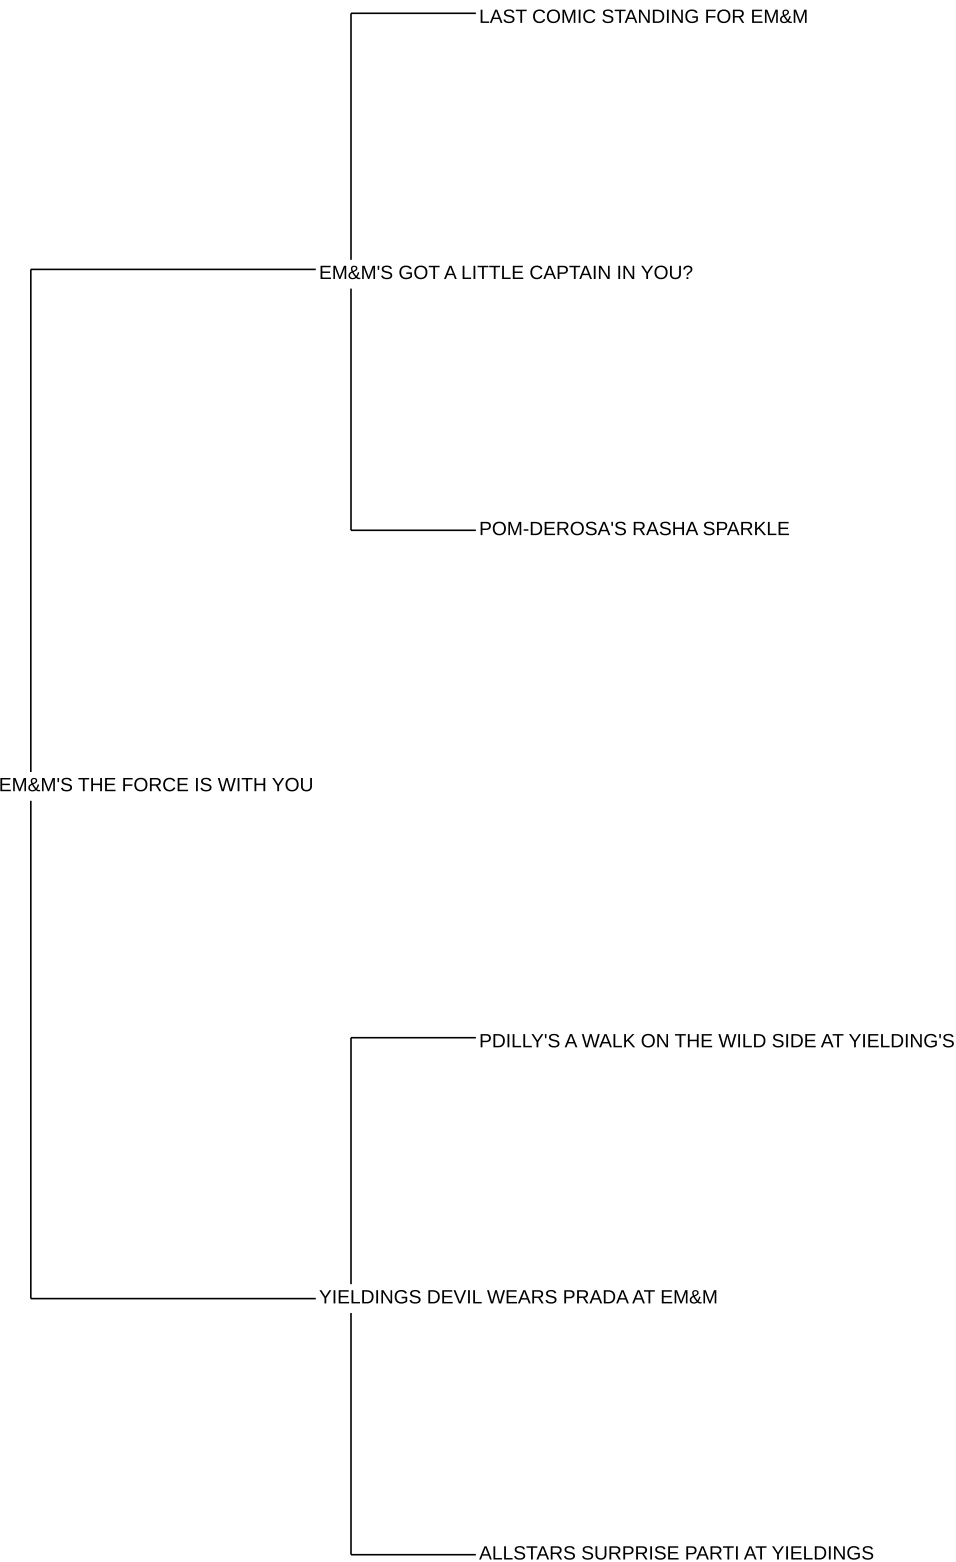 LAST COMIC STANDING FOR EM&M
EM&M'S GOT A LITTLE CAPTAIN IN YOU?
POM-DEROSA'S RASHA SPARKLE
EM&M'S THE FORCE IS WITH YOU
PDILLY'S A WALK ON THE WILD SIDE AT YIELDING'S
YIELDINGS DEVIL WEARS PRADA AT EM&M
ALLSTARS SURPRISE PARTI AT YIELDINGS